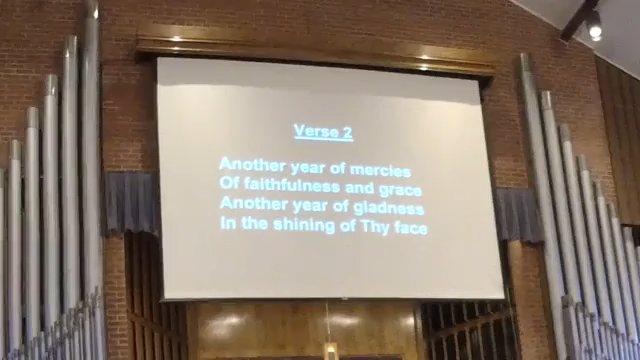 Verse 2
Another year of mercies
Of faithfulness and grace
Another year of gladness
In the shining of Thy face